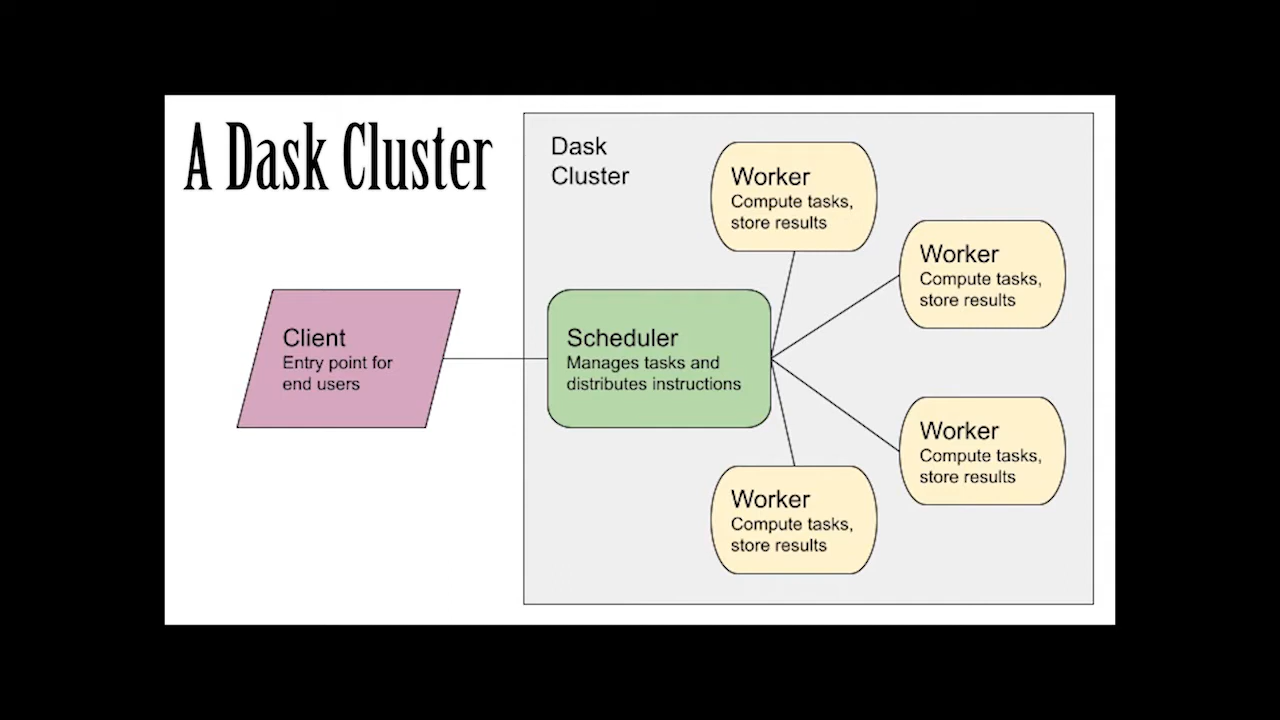 A Dask Cluster
Dask
Cluster
Worker
Compute tasks,
store results
Worker
Compute tasks,
store results
Client
Entry point for
end users
Scheduler
Manages tasks and
distributes instructions
Worker
Compute tasks,
store results
Worker
Compute tasks,
store results